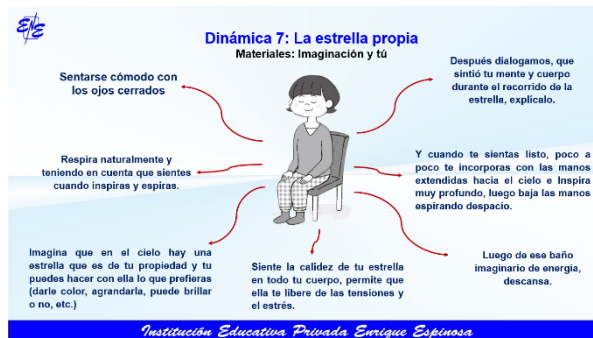 ENE
Dinámica 7: La estrella propia
Materiales: Imaginación y tú
Sentarse cómodo con
los ojos cerrados
Respira naturalmente y
teniendo en cuenta que sientes
cuando inspiras y espiras.
Imagina que en el cielo hay una
estrella que es de tu propiedad y tu
puedes hacer con ella lo que prefieras
(darle color, agrandarla, puede brillar
o no, etc.)
Siente la calidez de tu estrella
en todo tu cuerpo, permite que
ella te libere de las tensiones y
el estrés.
Luego de ese baño
imaginario de energía,
descansa.
Y cuando te sientas listo, poco a
poco te incorporas con las manos
extendidas hacia el cielo e Inspira
muy profundo, luego baja las manos
espirando despacio.
Después dialogamos, que
sintió tu mente y cuerpo
durante el recorrido de la
estrella, explícalo.
Institución Educativa Privada Enrique Espinosa